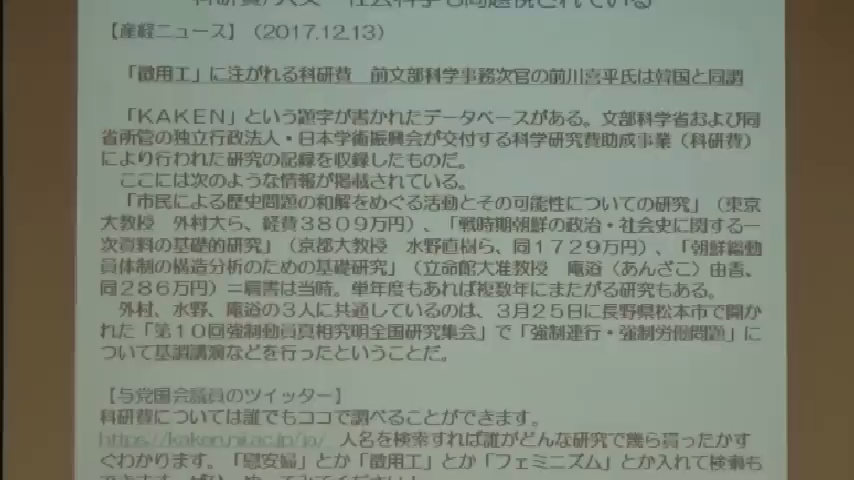 科研費/人文・社会科学も問題視されている
【産経ニュース】（2017.12.13）
「徴用工」に注がれる科研費　前文部科学事務次官の前川喜平氏は韓国と同調
「ＫＡＫＥＮ」という題字が書かれたデータベースがある。文部科学省および同
省所管の独立行政法人・日本学術振興会が交付する科学研究費助成事業（科研費）
により行われた研究の記録を収録したものだ。
ここには次のような情報が掲載されている。
「市民による歴史問題の和解をめぐる活動とその可能性についての研究」（東京
大教授　外村大ら、経費３８０９万円）、「戦時期朝鮮の政治・社会史に関する一
次資料の基礎的研究」（京都大教授　水野直樹ら、同１７２９万円）、「朝鮮総動
員体制の構造分析のための基礎研究」（立命館大准教授　庵逧（あんざこ）由香、
同２８６万円）＝肩書は当時。単年度もあれば複数年にまたがる研究もある。
外村、水野、庵逧の３人に共通しているのは、３月２５日に長野県松本市で開か
れた「第１０回強制動員真相究明全国研究集会」で「強制連行・強制労働問題」に
ついて基調講演などを行ったということだ。
【与党国会議員のツイッター】
科研費については誰でもココで調べることができます。
https://kaken.nii.ac.jp/ja/ 人名を検索すれば誰がどんな研究で幾ら貰ったかす
ぐわかります。「慰安婦」とか「徴用工」とか「フェミニズム」とか入れて検索も